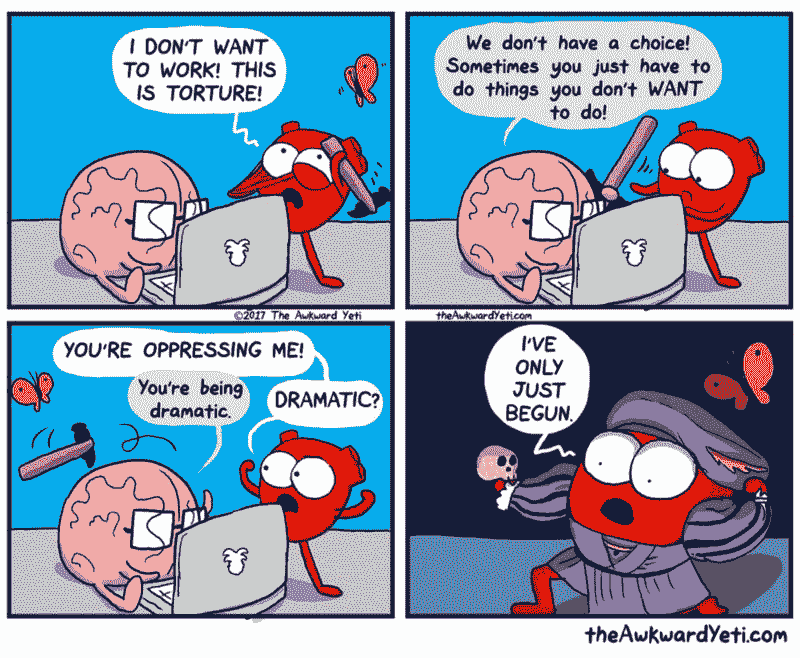 I DON'T WANT
TO WORK! THIS
IS TORTURE!
We don't have a choice!
Sometimes you just have to
do things you don't WANT
to do!
©2017 The Awkward Yeti
theAwkwardYeti.com
YOU'RE OPPRESSING ME!
You're being
dramatic.
DRAMATIC?
I'VE
ONLY
JUST
BEGUN.
theAwkwardYeti.com